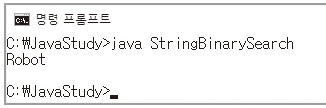 명령 프롬프트
C:₩JavaStudy>java StringBinarySearch
Robot
C:₩JavaStudy>